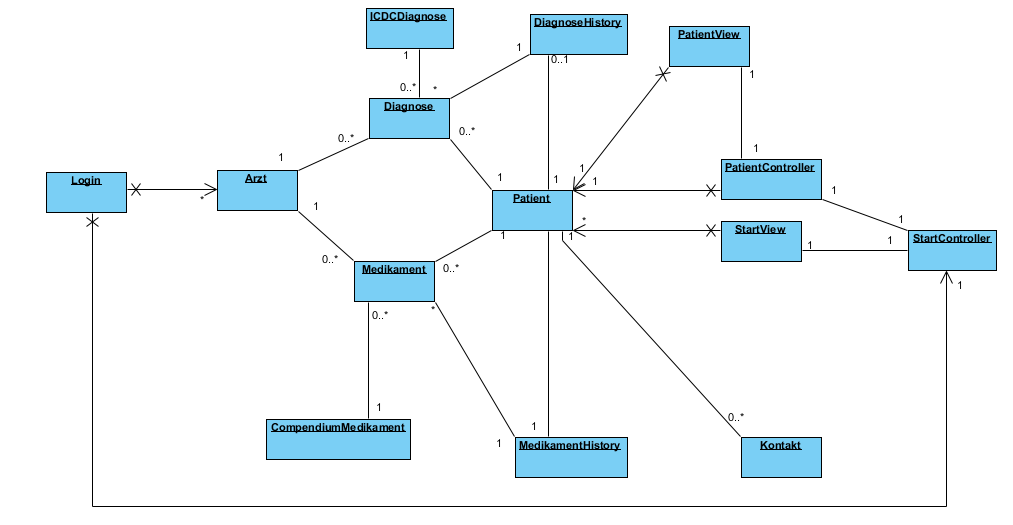 ICDCDiagnose
DiagnoseHistory
PatientView
1
1
0..1
1
0..*
*
Diagnose
0..*
0..*
1
1
PatientController
1
1
1
1
1
Login
Arzt
*
Patient
1
1
*
StartView
1
StartController
1
1
1
1
0..*
Medikament
0..*
1
0..*
*
1
CompendiumMedikament
1
1
MedikamentHistory
0..*
Kontakt